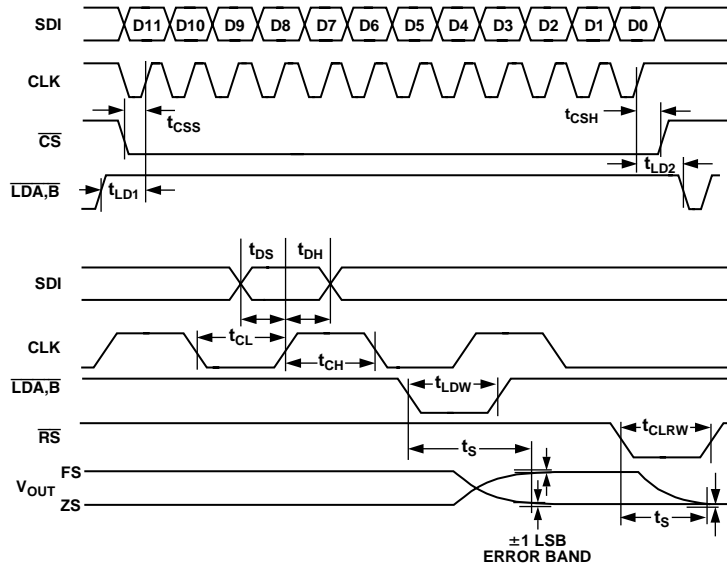 SDI D11 D10 D9 D8 D7 D6 D5 D4 D3 D2 D1 D0
CLK
tCSS tCSH
CS
tLD1 tLD2
LDA,B
tDS tDH
SDI
tCL
CLK
tCH
LDA,B
tLDW
RS
tCLRW
tS
FS
VOUT
ZS
tS
±1 LSB
ERROR BAND